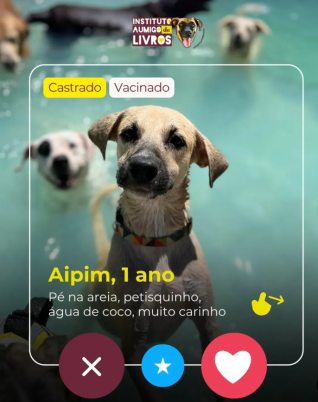 INSTITUTO
AUMIGO DOS
LIVROS
Castrado Vacinado
Aipim, 1 ano
Pé na areia, petisquinho,
água de coco, muito carinho